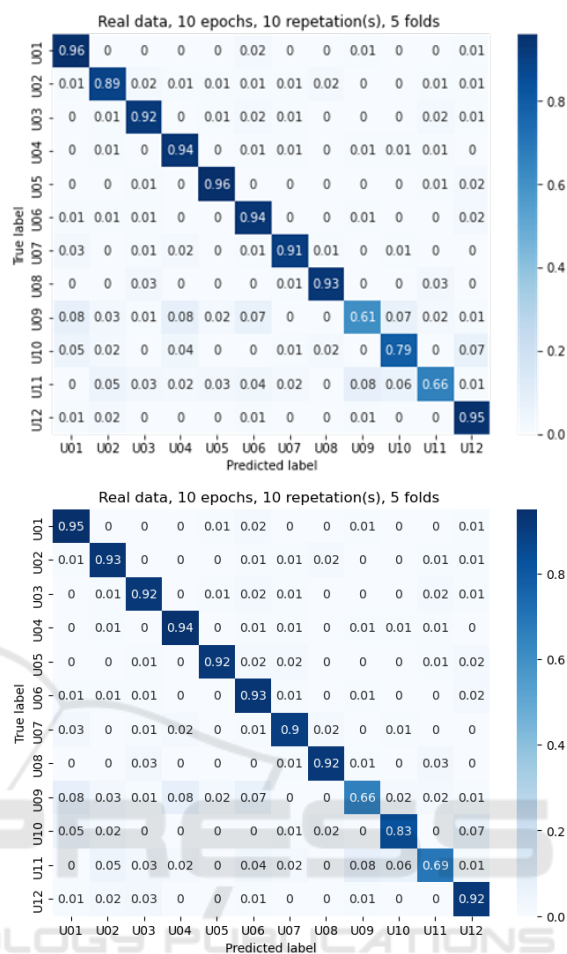 Real data, 10 epochs, 10 repetation(s), 5 folds
True label
U01 0.96 0 0 0 0 0.02 0 0 0.01 0 0 0.01
U02 0.01 0.89 0.02 0.01 0.01 0.01 0.01 0.02 0 0 0.01 0.01
U03 0 0.01 0.92 0 0.01 0.02 0.01 0 0 0 0.02 0.01
U04 0 0.01 0 0.94 0 0.01 0.01 0 0.01 0.01 0.01 0
U05 0 0 0.01 0 0.96 0 0 0 0 0 0.01 0.02
U06 0.01 0.01 0.01 0 0 0.94 0 0 0.01 0 0 0.02
U07 0.03 0 0.01 0.02 0 0.01 0.91 0.01 0 0.01 0 0
U08 0 0 0.03 0 0 0 0 0.93 0 0 0.03 0
U09 0.08 0.03 0.01 0.08 0.02 0.07 0 0 0.61 0.07 0.02 0.01
U10 0.05 0.02 0 0.04 0 0 0.01 0.02 0 0.79 0 0.07
U11 0 0.05 0.03 0.02 0.03 0.04 0.02 0 0.08 0.06 0.66 0.01
U12 0.01 0.02 0 0 0 0.01 0 0 0.01 0 0 0.95
U01 U02 U03 U04 U05 U06 U07 U08 U09 U10 U11 U12
Predicted label
0.8
0.6
0.4
0.2
0.0
Real data, 10 epochs, 10 repetation(s), 5 folds
True label
U01 0.95 0 0 0 0.01 0.02 0 0 0.01 0 0 0.01
U02 0.01 0.93 0 0 0 0.01 0.01 0.02 0 0 0.01 0.01
U03 0 0.01 0.92 0 0.01 0.02 0.01 0 0 0 0.02 0.01
U04 0 0.01 0 0.94 0 0.01 0.01 0 0.01 0.01 0.01 0
U05 0 0 0.01 0 0.92 0.02 0.02 0 0 0 0.01 0.02
U06 0.01 0.01 0.01 0 0 0.93 0.01 0 0.01 0 0 0.02
U07 0.03 0 0.01 0.02 0 0.01 0.9 0.02 0 0.01 0 0
U08 0 0 0.03 0 0 0 0.01 0.92 0.01 0 0.03 0
U09 0.08 0.03 0.01 0.08 0.02 0.07 0 0 0.66 0.02 0.02 0.01
U10 0.05 0.02 0 0 0 0 0.01 0.02 0 0.83 0 0.07
U11 0 0.05 0.03 0.02 0 0.04 0.02 0 0.08 0.06 0.69 0.01
U12 0.01 0.02 0.03 0 0 0.01 0 0 0.01 0 0 0.92
U01 U02 U03 U04 U05 U06 U07 U08 U09 U10 U11 U12
Predicted label
0.8
0.6
0.4
0.2
0.0